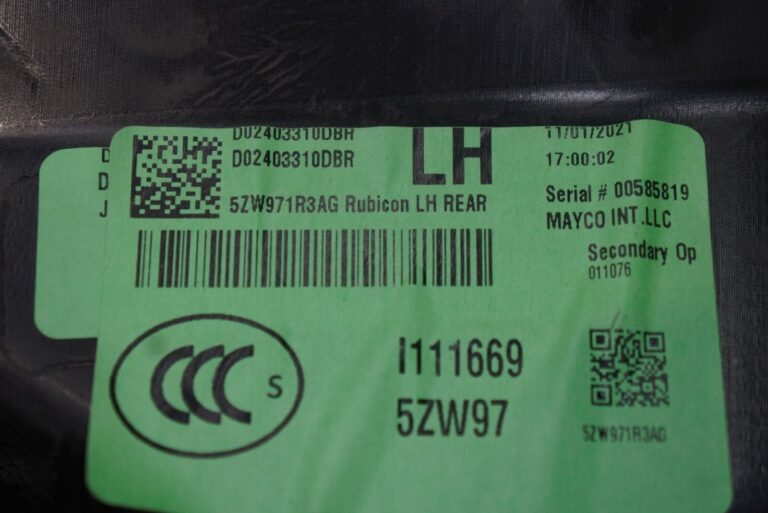 D02403310DBR
D02403310DBR
LH
11/01/2021
17:00:02
5ZW971R3AG Rubicon LH REAR
Serial # 00585819
MAYCO INT.LLC
Secondary Op
011076
CCC S
I111669
5ZW97
5ZW971R3AG
D
D
J